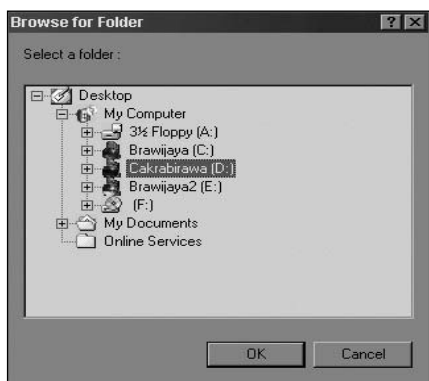 Browse for Folder
Select a folder :
Desktop
My Computer
3½ Floppy (A:)
Brawijaya (C:)
Cakrabirawa (D:)
Brawijaya2 (E:)
(F:)
My Documents
Online Services
OK
Cancel